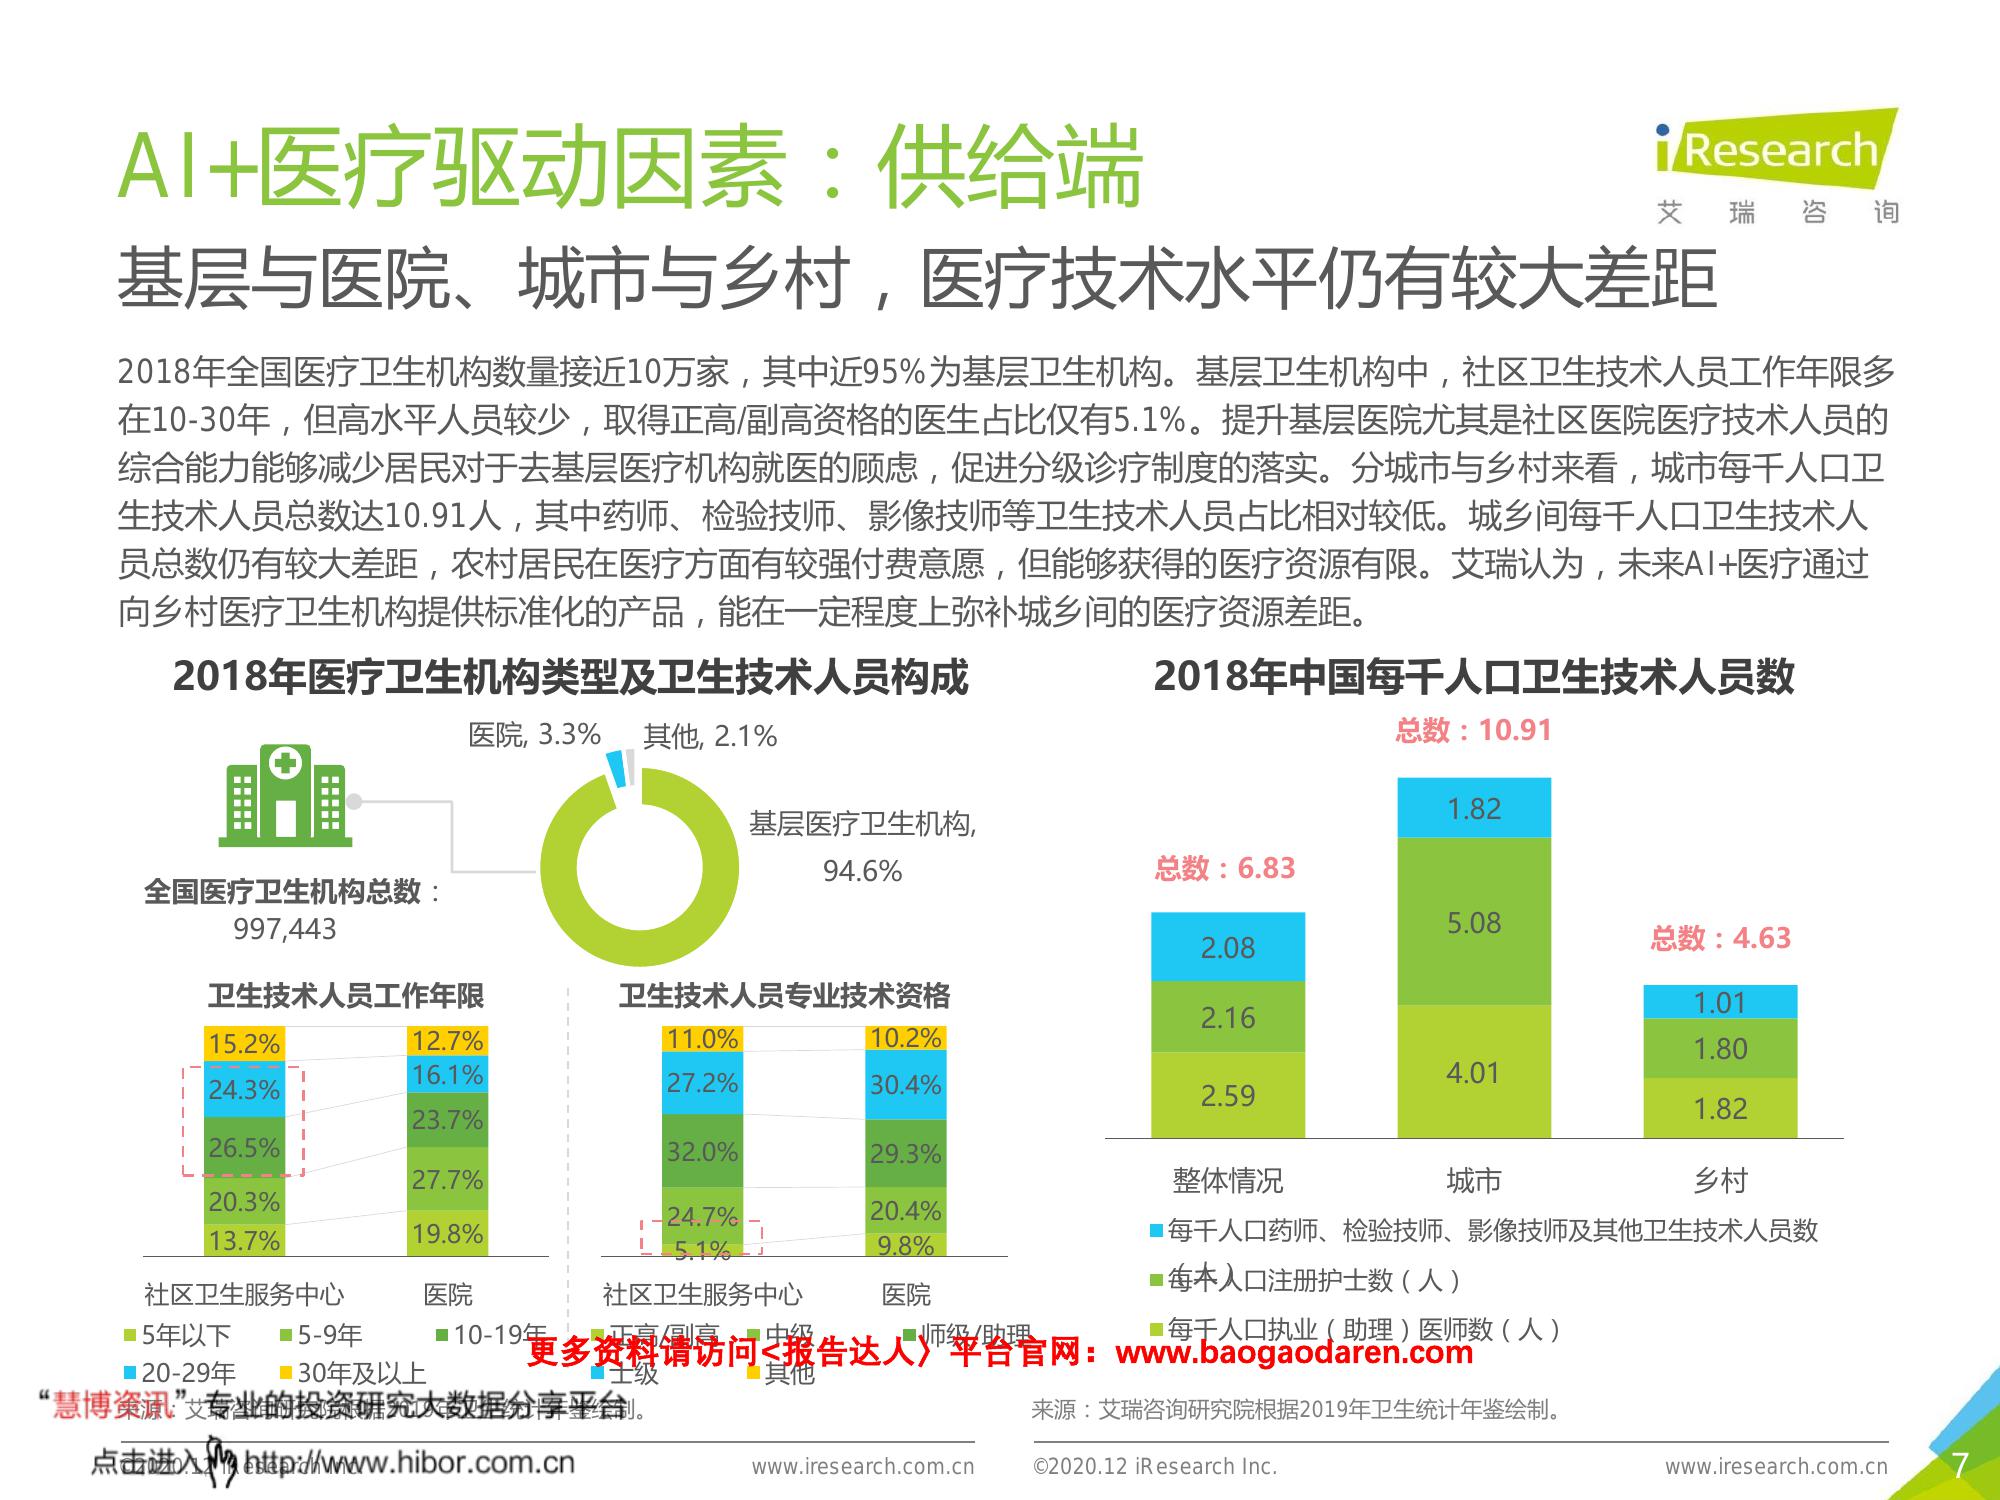 AI+医疗驱动因素：供给端
iResearch
艾瑞咨询
基层与医院、城市与乡村，医疗技术水平仍有较大差距
2018年全国医疗卫生机构数量接近10万家，其中近95%为基层卫生机构。基层卫生机构中，社区卫生技术人员工作年限多
在10-30年，但高水平人员较少，取得正高/副高资格的医生占比仅有5.1%。提升基层医院尤其是社区医院医疗技术人员的
综合能力能够减少居民对于去基层医疗机构就医的顾虑，促进分级诊疗制度的落实。分城市与乡村来看，城市每千人口卫
生技术人员总数达10.91人，其中药师、检验技师、影像技师等卫生技术人员占比相对较低。城乡间每千人口卫生技术人
员总数仍有较大差距，农村居民在医疗方面有较强付费意愿，但能够获得的医疗资源有限。艾瑞认为，未来AI+医疗通过
向乡村医疗卫生机构提供标准化的产品，能在一定程度上弥补城乡间的医疗资源差距。
2018年医疗卫生机构类型及卫生技术人员构成
医院, 3.3%
其他, 2.1%
基层医疗卫生机构,
94.6%
全国医疗卫生机构总数：
997,443
卫生技术人员工作年限
15.2%
24.3%
26.5%
20.3%
13.7%
12.7%
16.1%
23.7%
27.7%
19.8%
社区卫生服务中心
医院
5年以下
5-9年
10-19年
20-29年
30年及以上
卫生技术人员专业技术资格
11.0%
27.2%
32.0%
24.7%
5.1%
10.2%
30.4%
29.3%
20.4%
9.8%
社区卫生服务中心
医院
正高/副高
中级
师级/助理
士级
其他
2018年中国每千人口卫生技术人员数
总数：6.83
2.08
2.16
2.59
总数：10.91
1.82
5.08
4.01
总数：4.63
1.01
1.80
1.82
整体情况
城市
乡村
每千人口药师、检验技师、影像技师及其他卫生技术人员数
（人）
每千人口注册护士数（人）
每千人口执业（助理）医师数（人）
更多资料请访问<报告达人〉平台官网：www.baogaodaren.com
“慧博资讯”专业的投资研究大数据分享平台
来源：艾瑞咨询研究院根据2019年卫生统计年鉴绘制。
来源：艾瑞咨询研究院根据2019年卫生统计年鉴绘制。
点击进入 http://www.hibor.com.cn
©2020.12 iResearch Inc.
www.iresearch.com.cn
©2020.12 iResearch Inc.
www.iresearch.com.cn
7